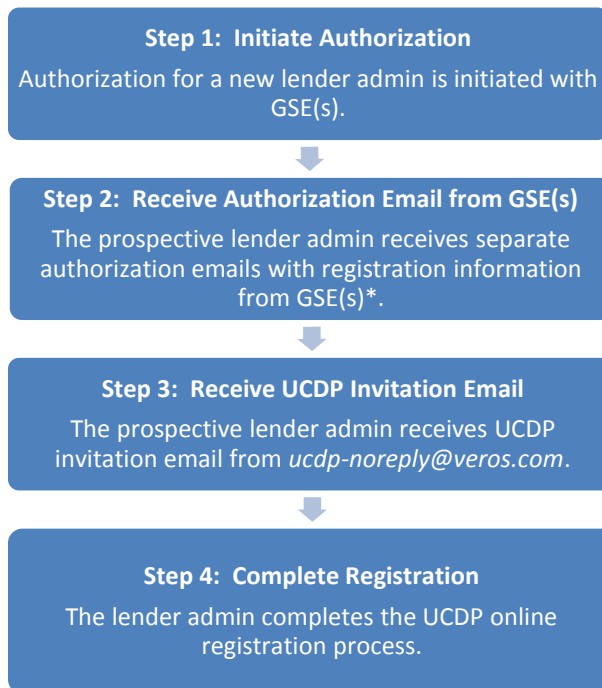 Step 1:  Initiate Authorization
Authorization for a new lender admin is initiated with
GSE(s).
Step 2:  Receive Authorization Email from GSE(s)
The prospective lender admin receives separate
authorization emails with registration information
from GSE(s)*.
Step 3:  Receive UCDP Invitation Email
The prospective lender admin receives UCDP
invitation email from ucdp-noreply@veros.com.
Step 4:  Complete Registration
The lender admin completes the UCDP online
registration process.